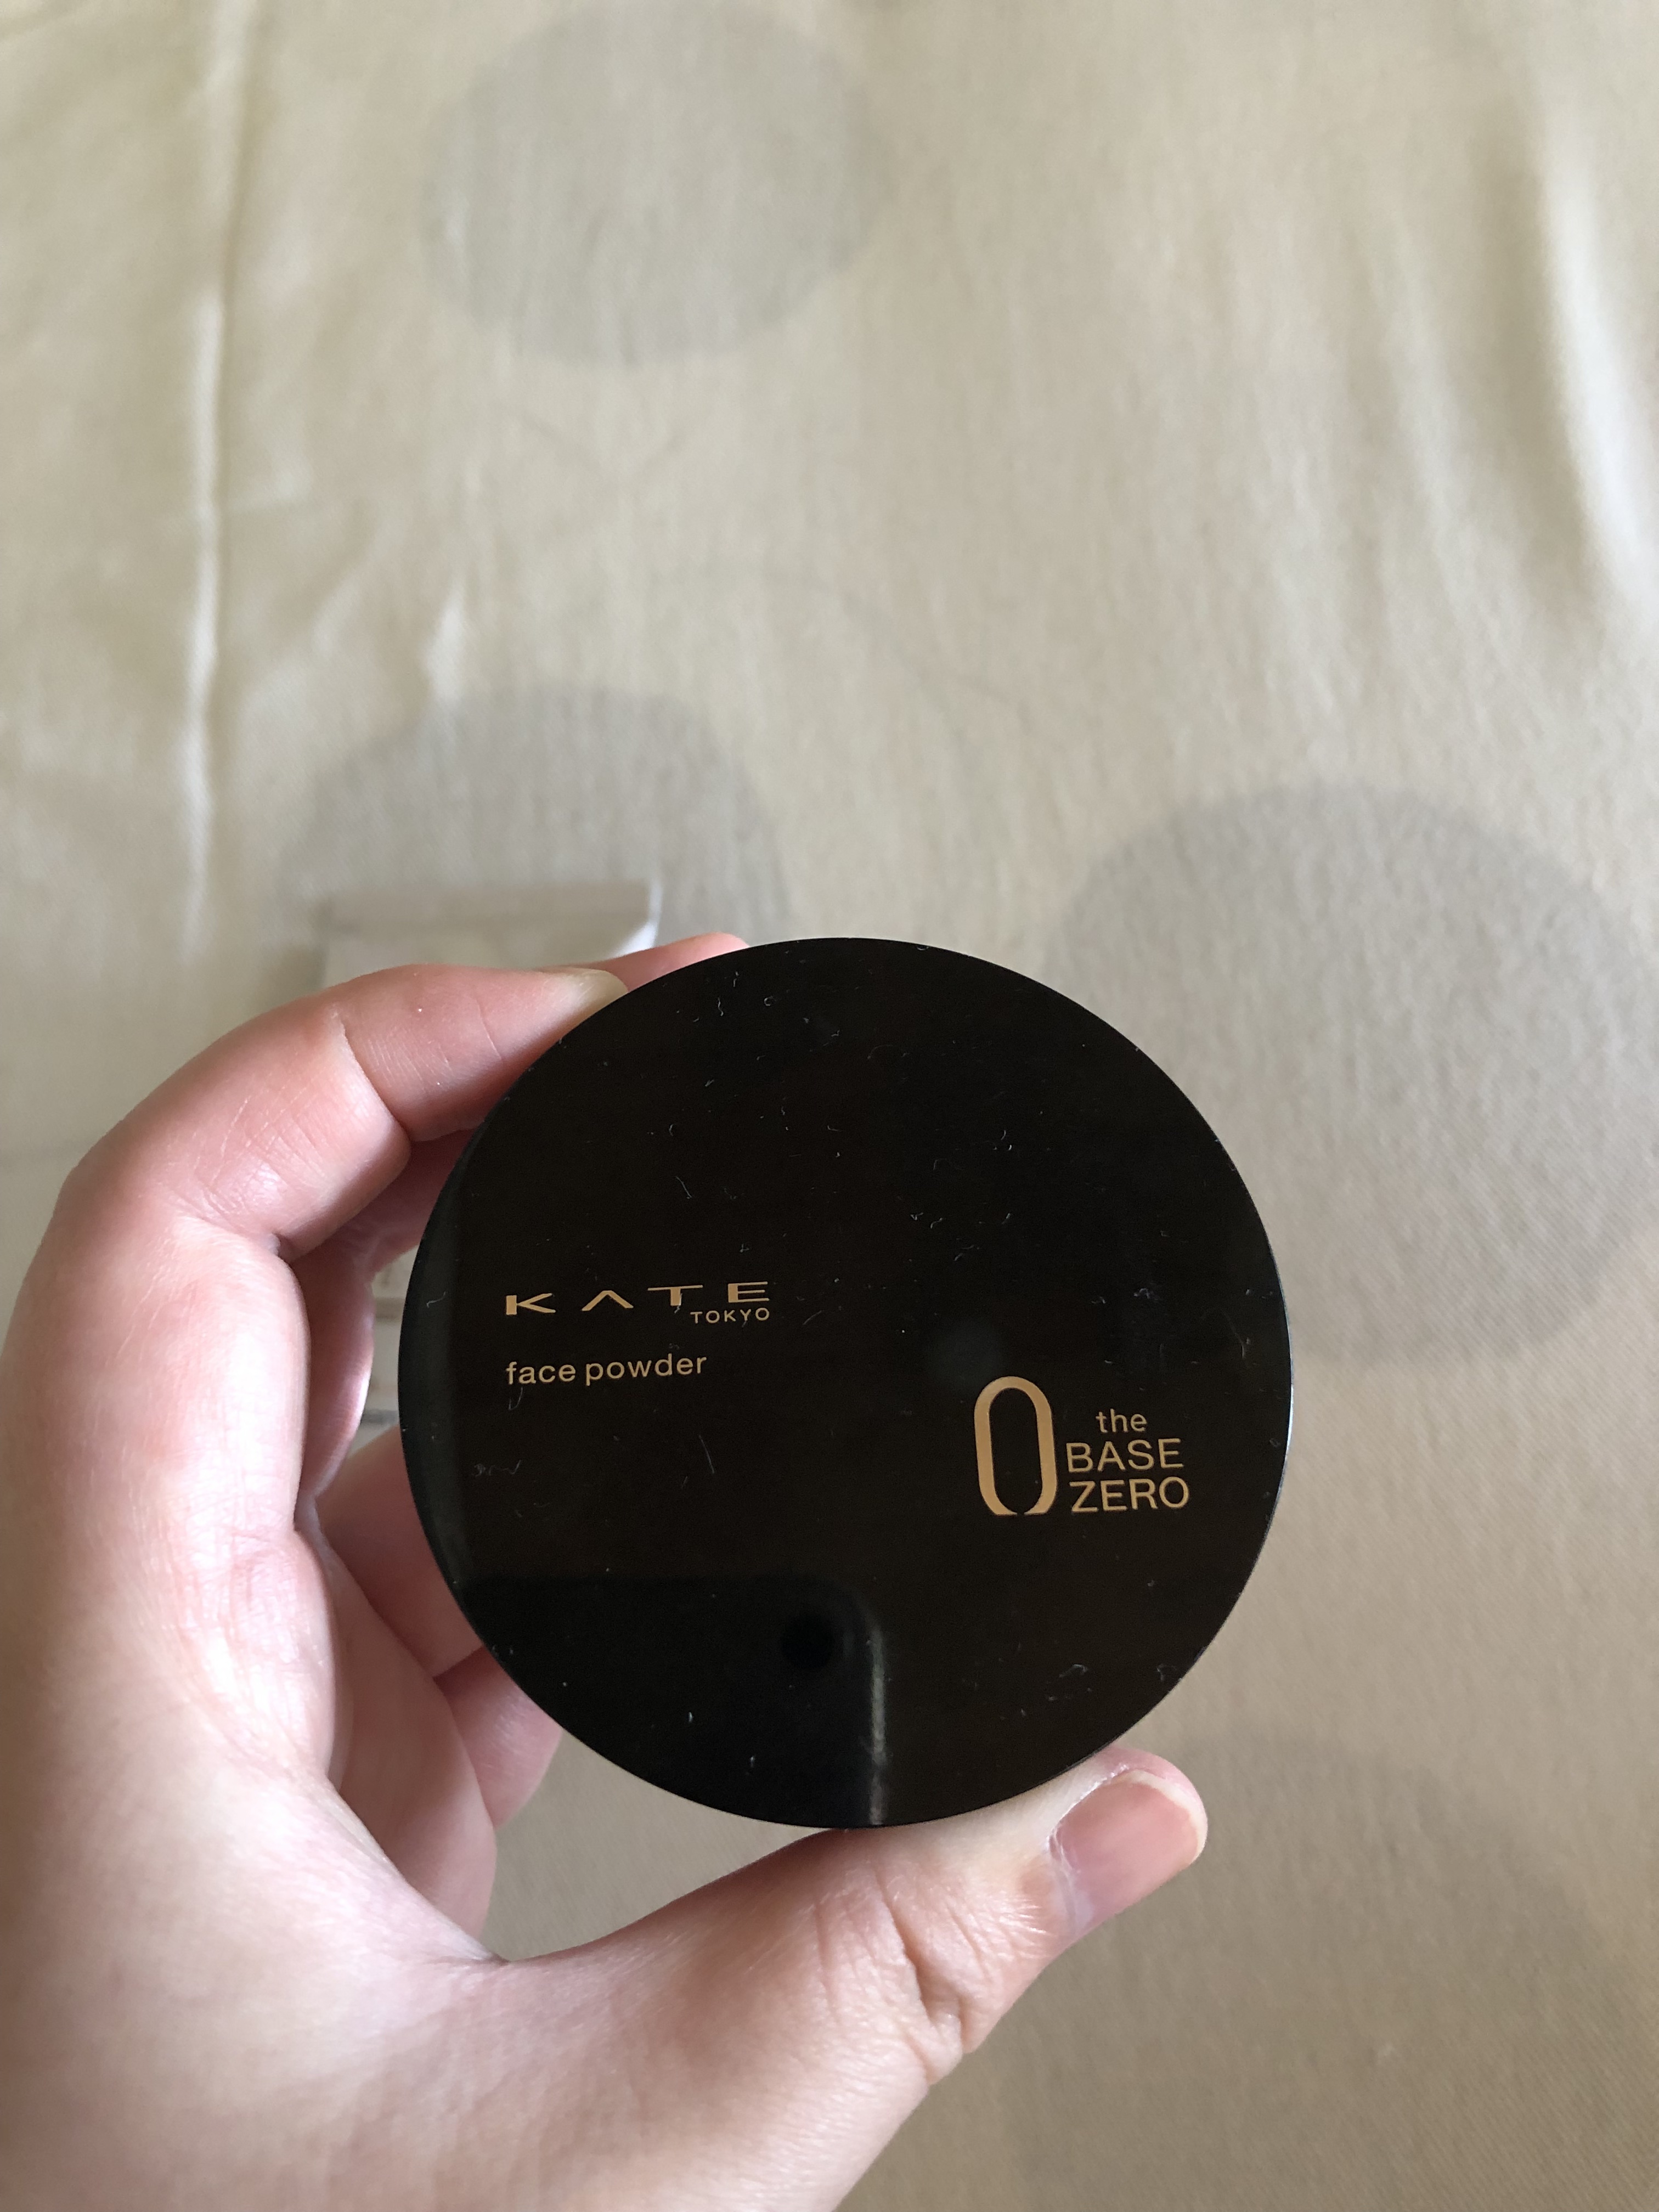 KATE
TOKYO
face powder
0 the
BASE
ZERO